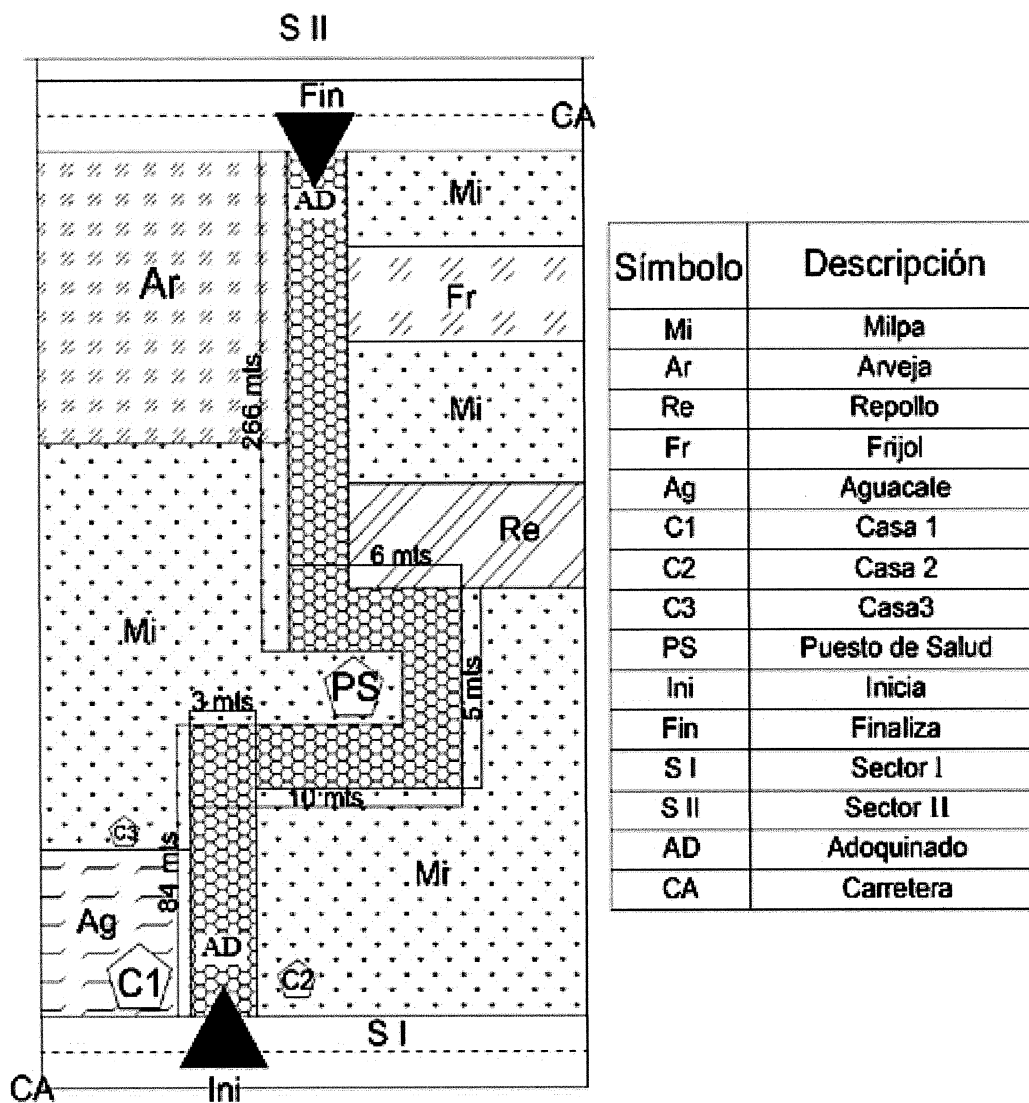 S II
Fin
CA
AD
Mi
Ar
Fr
266 mts
Mi
Re
6 mts
Mi
PS
3 mts
5 mts
10 mts
C3
84 mts
Mi
Ag
AD
C1
C2
S I
CA
Ini
Símbolo Descripción
Mi Milpa
Ar Arveja
Re Repollo
Fr Frijol
Ag Aguacale
C1 Casa 1
C2 Casa 2
C3 Casa3
PS Puesto de Salud
Ini Inicia
Fin Finaliza
S I Sector I
S II Sector II
AD Adoquinado
CA Carretera